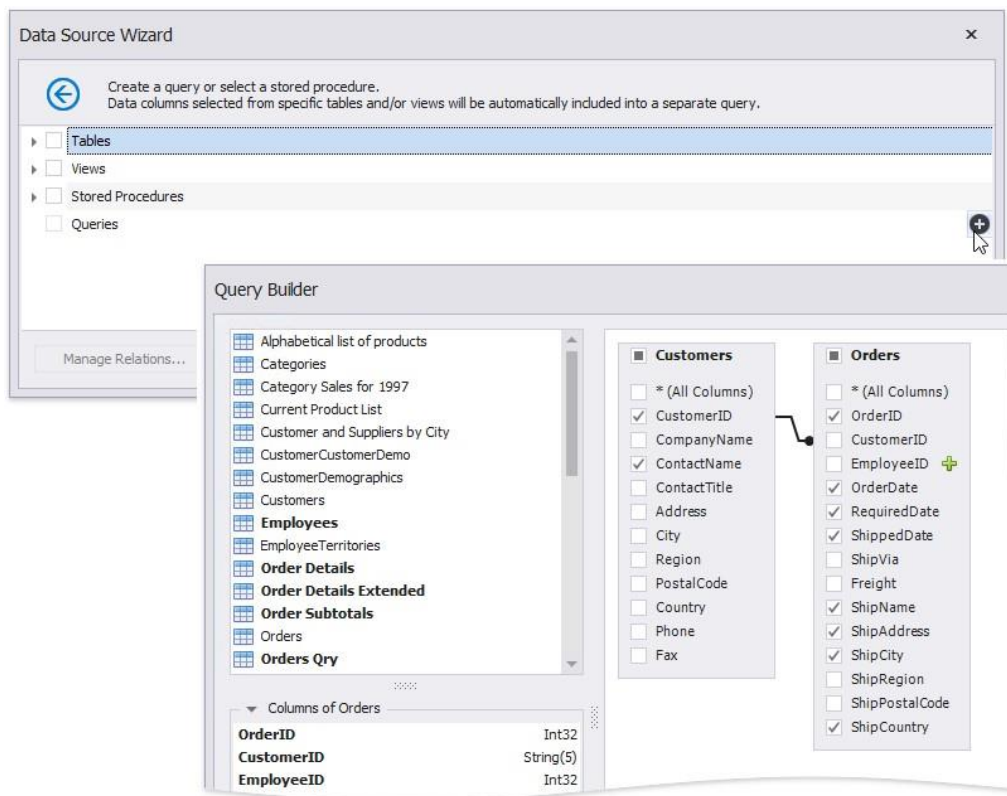 Data Source Wizard
Create a query or select a stored procedure.
Data columns selected from specific tables and/or views will be automatically included into a separate query.
Tables
Views
Stored Procedures
Queries
Manage Relations...
Query Builder
Alphabetical list of products
Categories
Category Sales for 1997
Current Product List
Customer and Suppliers by City
CustomerCustomerDemo
CustomerDemographics
Customers
Employees
EmployeeTerritories
Order Details
Order Details Extended
Order Subtotals
Orders
Orders Qry
Columns of Orders
OrderID Int32
CustomerID String(5)
EmployeeID Int32
Customers
* (All Columns)
CustomerID
CompanyName
ContactName
ContactTitle
Address
City
Region
PostalCode
Country
Phone
Fax
Orders
* (All Columns)
OrderID
CustomerID
EmployeeID
OrderDate
RequiredDate
ShippedDate
ShipVia
Freight
ShipName
ShipAddress
ShipCity
ShipRegion
ShipPostalCode
ShipCountry